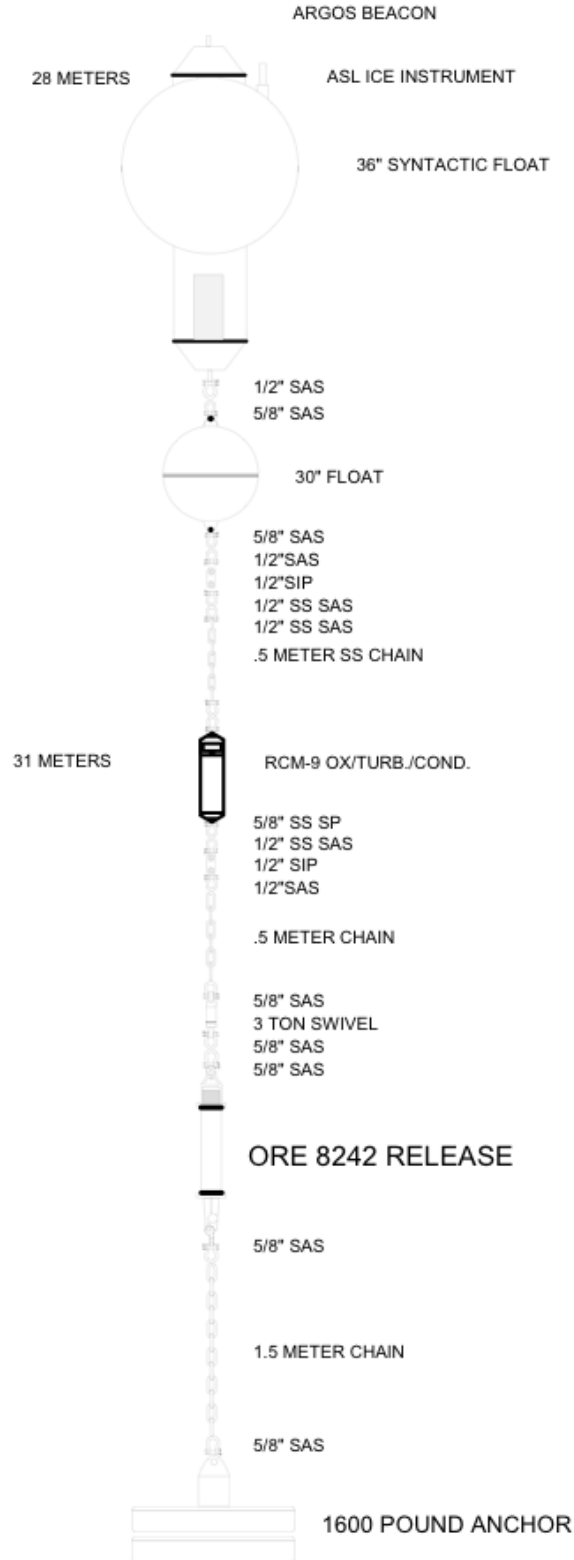 ARGOS BEACON
28 METERS
ASL ICE INSTRUMENT
36" SYNTACTIC FLOAT
1/2" SAS
5/8" SAS
30" FLOAT
5/8" SAS
1/2"SAS
1/2"SIP
1/2" SS SAS
1/2" SS SAS
.5 METER SS CHAIN
31 METERS
RCM-9 OX/TURB./COND.
5/8" SS SP
1/2" SS SAS
1/2" SIP
1/2"SAS
.5 METER CHAIN
5/8" SAS
3 TON SWIVEL
5/8" SAS
5/8" SAS
ORE 8242 RELEASE
5/8" SAS
1.5 METER CHAIN
5/8" SAS
1600 POUND ANCHOR